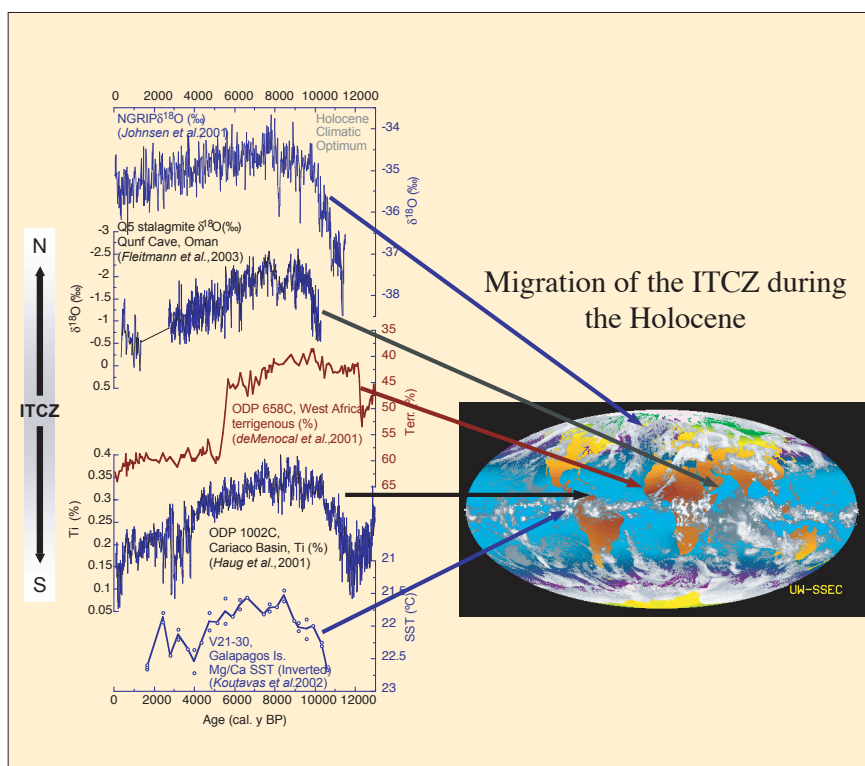 0 2000 4000 6000 8000 10000 12000
NGRIPδ18O (‰)
(Johnsen et al.2001)
Holocene
Climatic
Optimum
-34
-35
-36
-37
-38
δ18O (‰)
Q5 stalagmite δ18O(‰)
Qunf Cave, Oman
(Fleitmann et al.,2003)
-3
-2.5
-2
-1.5
-1
-0.5
0
0.5
δ18O (‰)
N
ITCZ
S
Migration of the ITCZ during
the Holocene
35
40
45
50
55
60
65
Terr. (%)
ODP 658C, West Africa
terrigenous (%)
(deMenocal et al.,2001)
0.4
0.35
0.3
0.25
0.2
0.15
0.1
0.05
Ti (%)
ODP 1002C,
Cariaco Basin, Ti (%)
(Haug et al.,2001)
21
21.5
22
22.5
23
SST (ºC)
V21-30,
Galapagos Is.
Mg/Ca SST (Inverted)
(Koutavas et al.2002)
0 2000 4000 6000 8000 10000 12000
Age (cal. y BP)
UW-SSEC